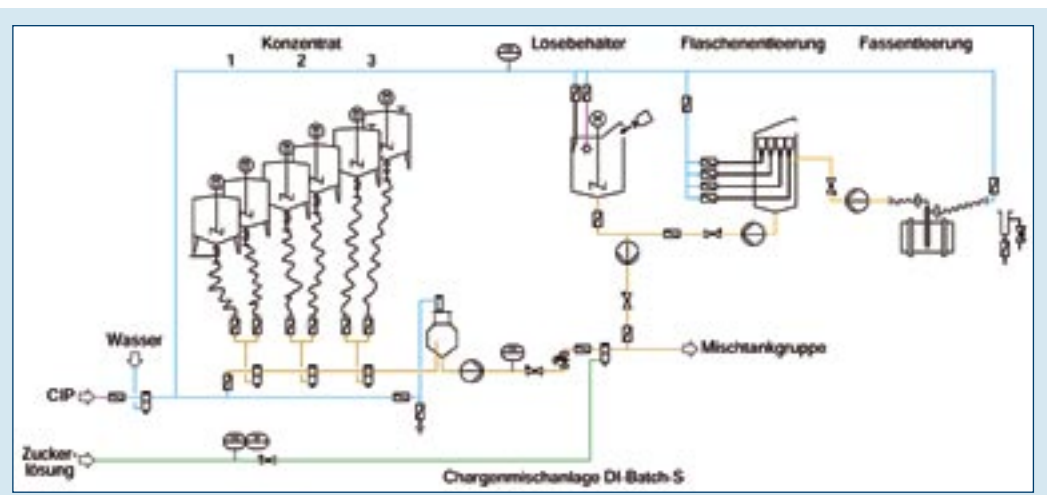 Konzentrat
1 2 3
Lösebehälter
Flaschenentleerung
Fassentleerung
Wasser
CIP
Mischtankgruppe
Zucker-
lösung
Chargenmischanlage DI-Batch-S